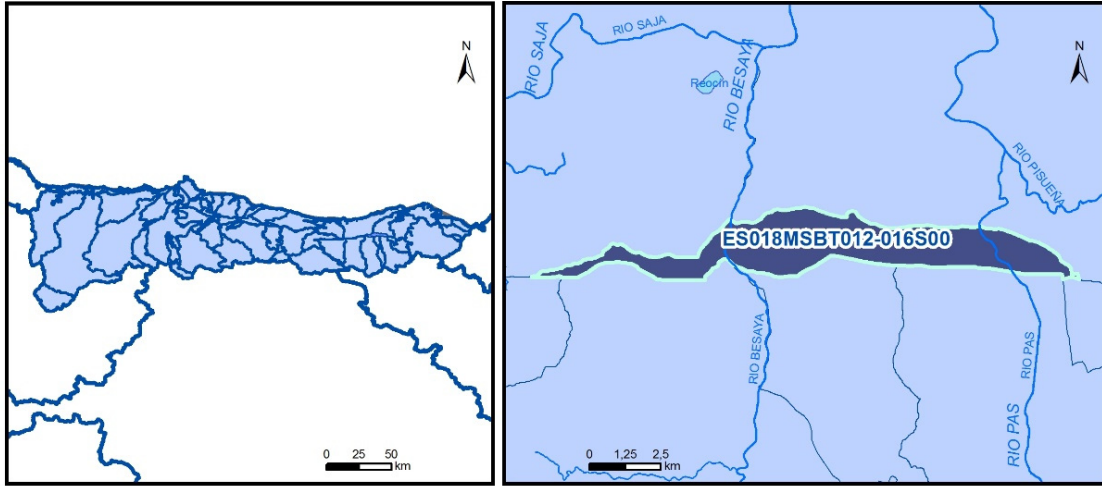 N
0 25 50
km
RIO SAJA
RIO SAJA
N
Reocín
RIO BESAYA
RIO PISUEÑA
ES018MSBT012-016S00
RIO BESAYA
RIO PAS
RIO PAS
0 1,25 2,5
km